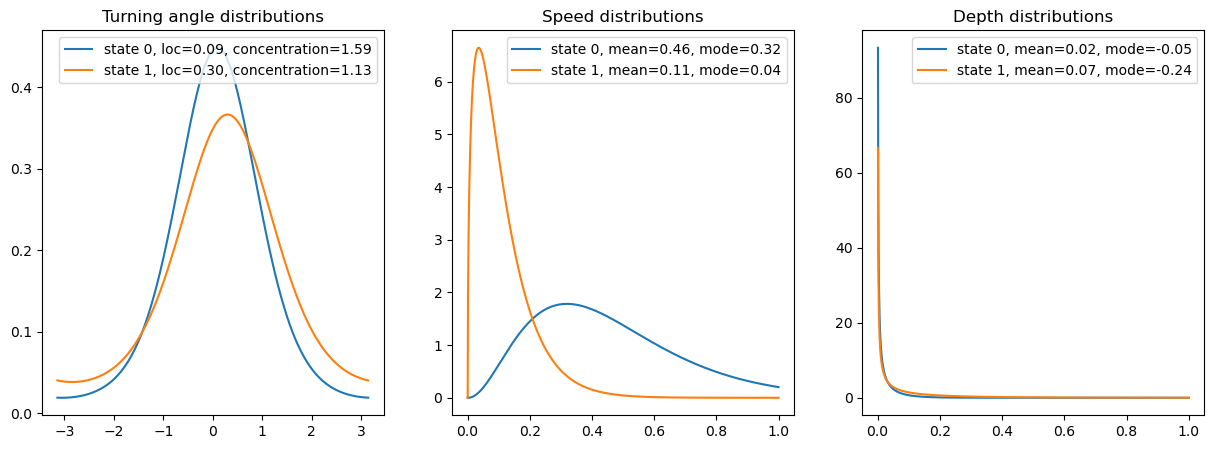 Turning angle distributions
state 0, loc=0.09, concentration=1.59
state 1, loc=0.30, concentration=1.13
0.4
0.3
0.2
0.1
0.0
−3 −2 −1 0 1 2 3
Speed distributions
state 0, mean=0.46, mode=0.32
state 1, mean=0.11, mode=0.04
6
5
4
3
2
1
0
0.0 0.2 0.4 0.6 0.8 1.0
Depth distributions
state 0, mean=0.02, mode=-0.05
state 1, mean=0.07, mode=-0.24
80
60
40
20
0
0.0 0.2 0.4 0.6 0.8 1.0